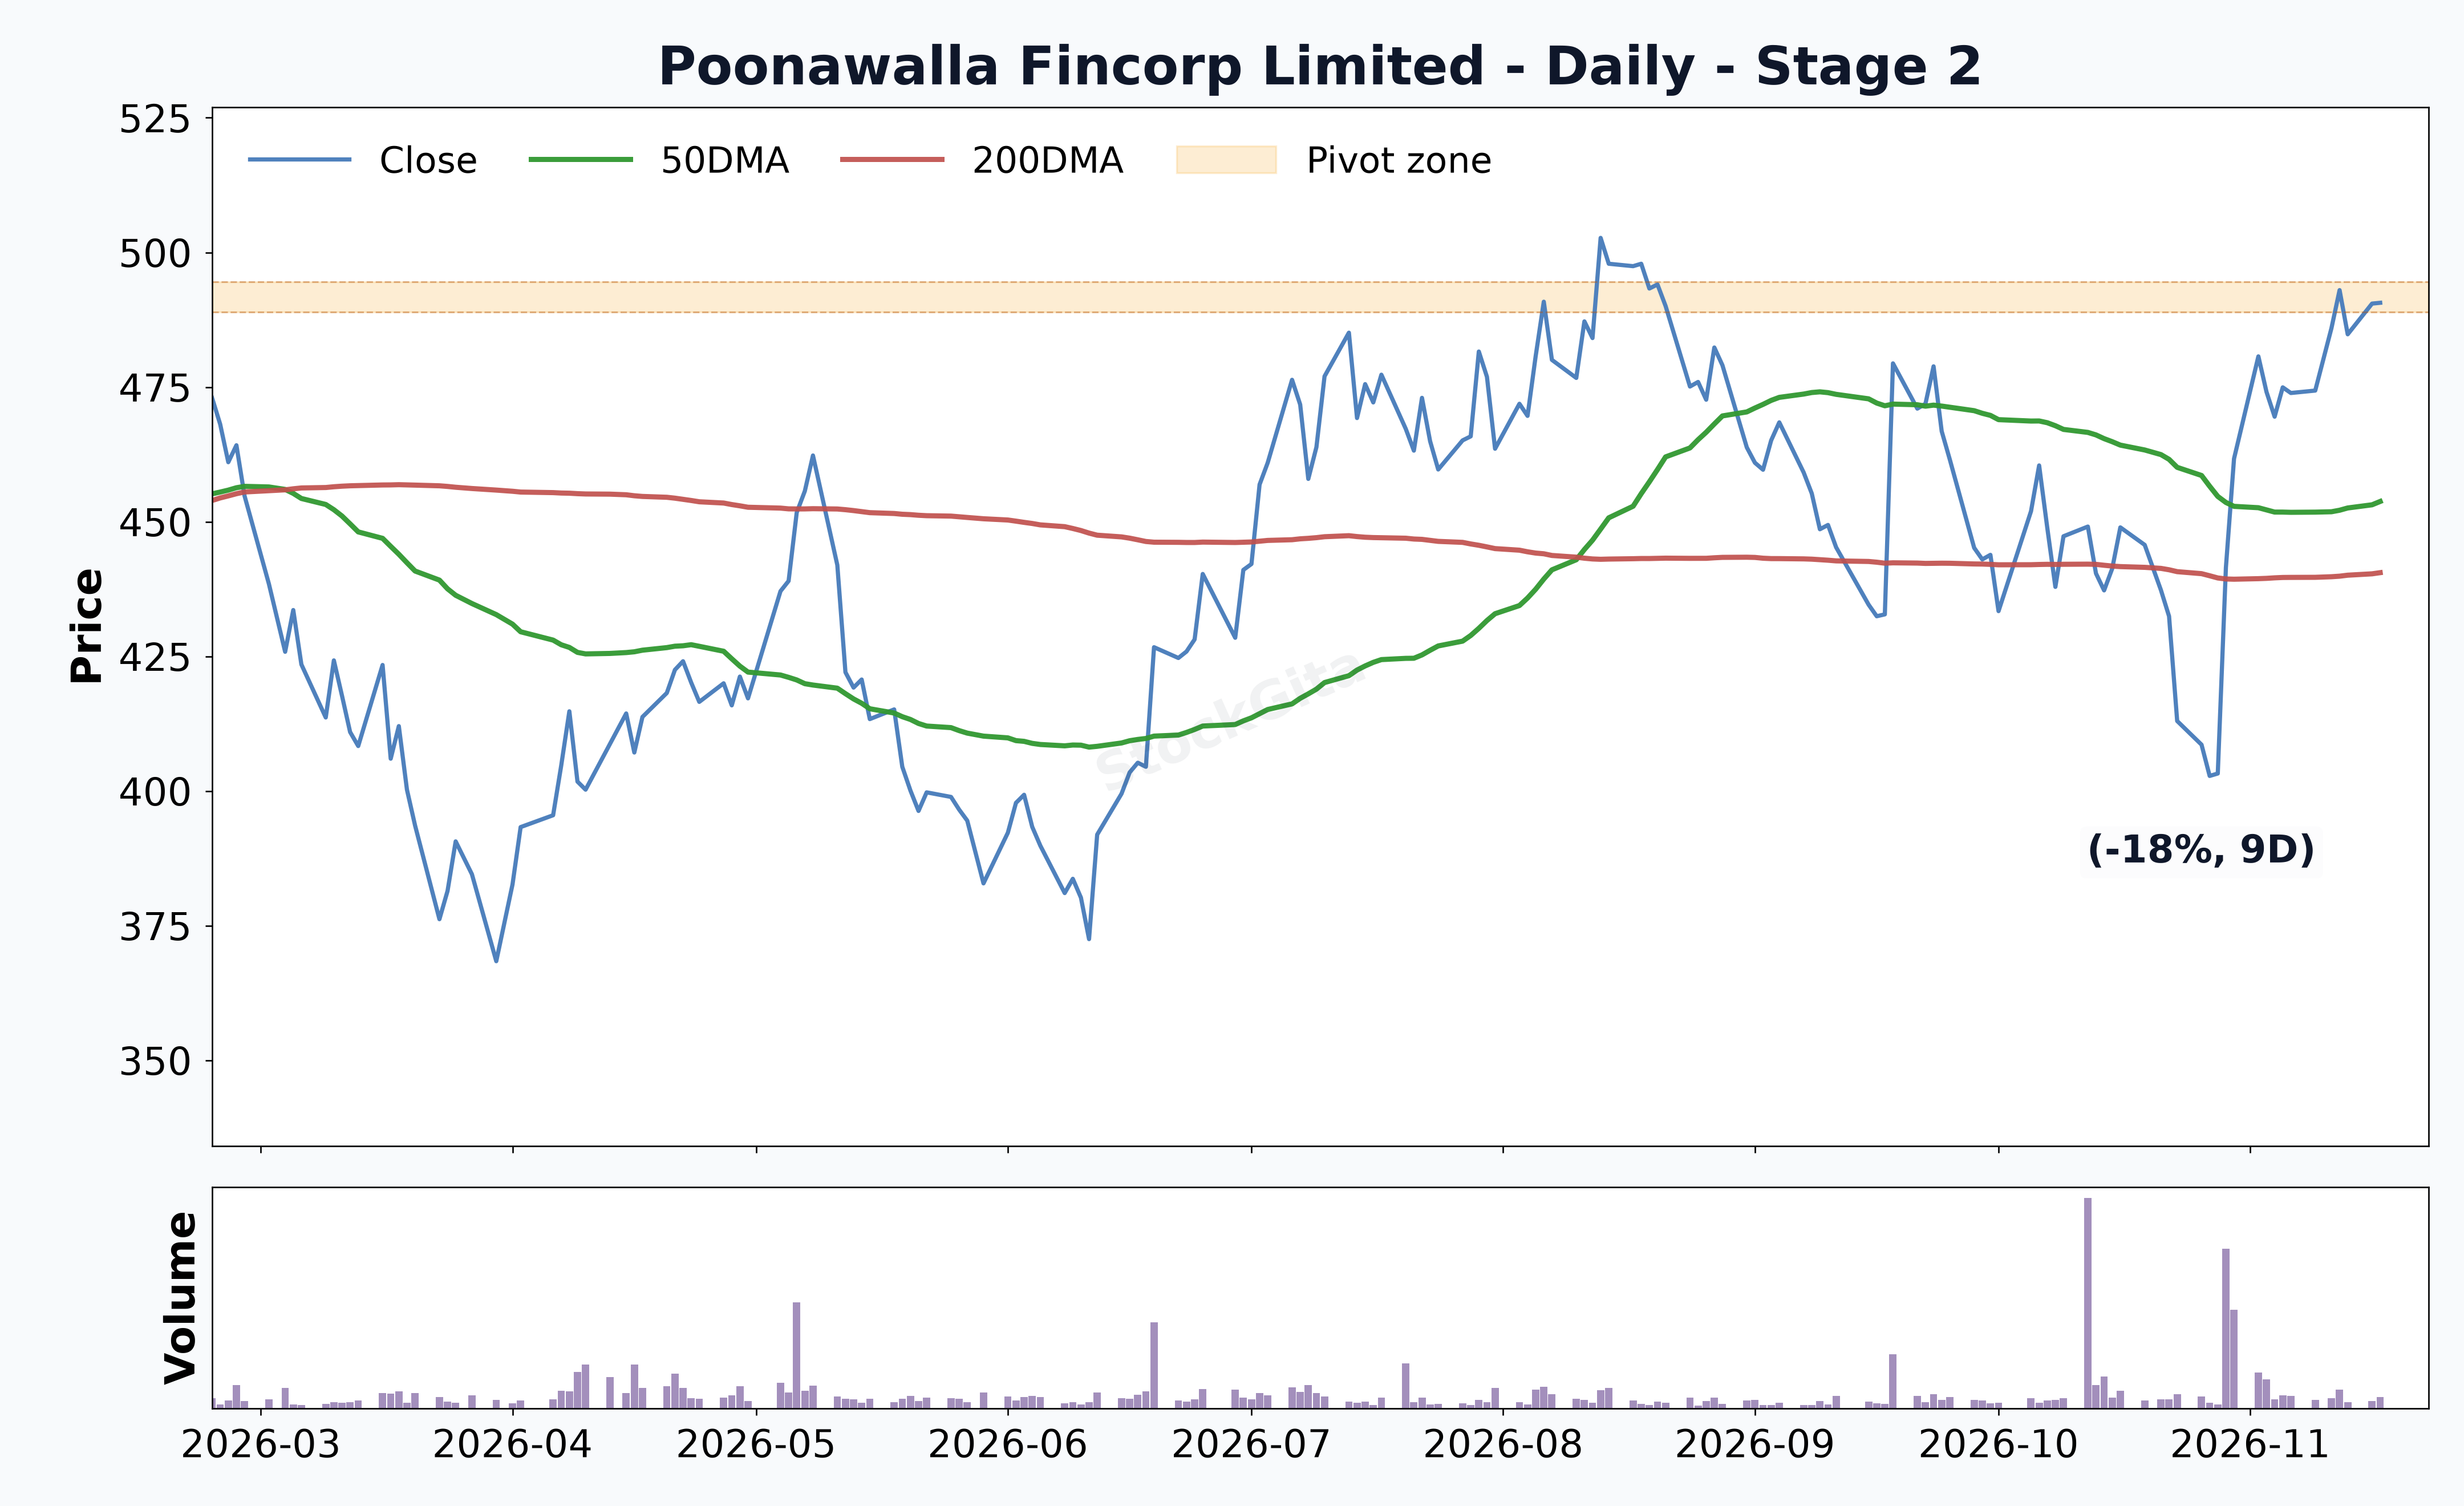 Poonawalla Fincorp Limited - Daily - Stage 2
Close 50DMA 200DMA Pivot zone
525
500
475
450
425
400
375
350
Price
StockGita
(-18%, 9D)
Volume
2026-03 2026-04 2026-05 2026-06 2026-07 2026-08 2026-09 2026-10 2026-11